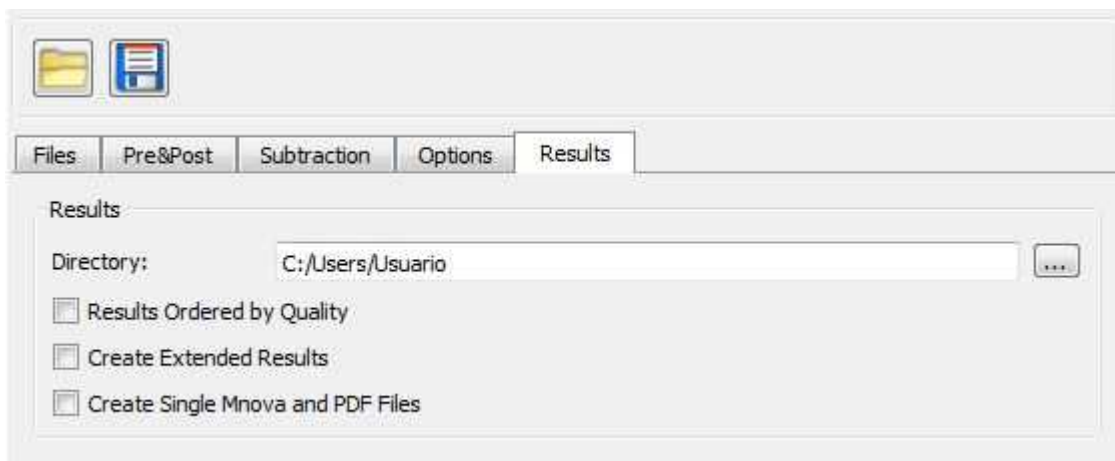 Files Pre&Post Subtraction Options Results
Results
Directory: C:/Users/Usuario ...
Results Ordered by Quality
Create Extended Results
Create Single Mnova and PDF Files